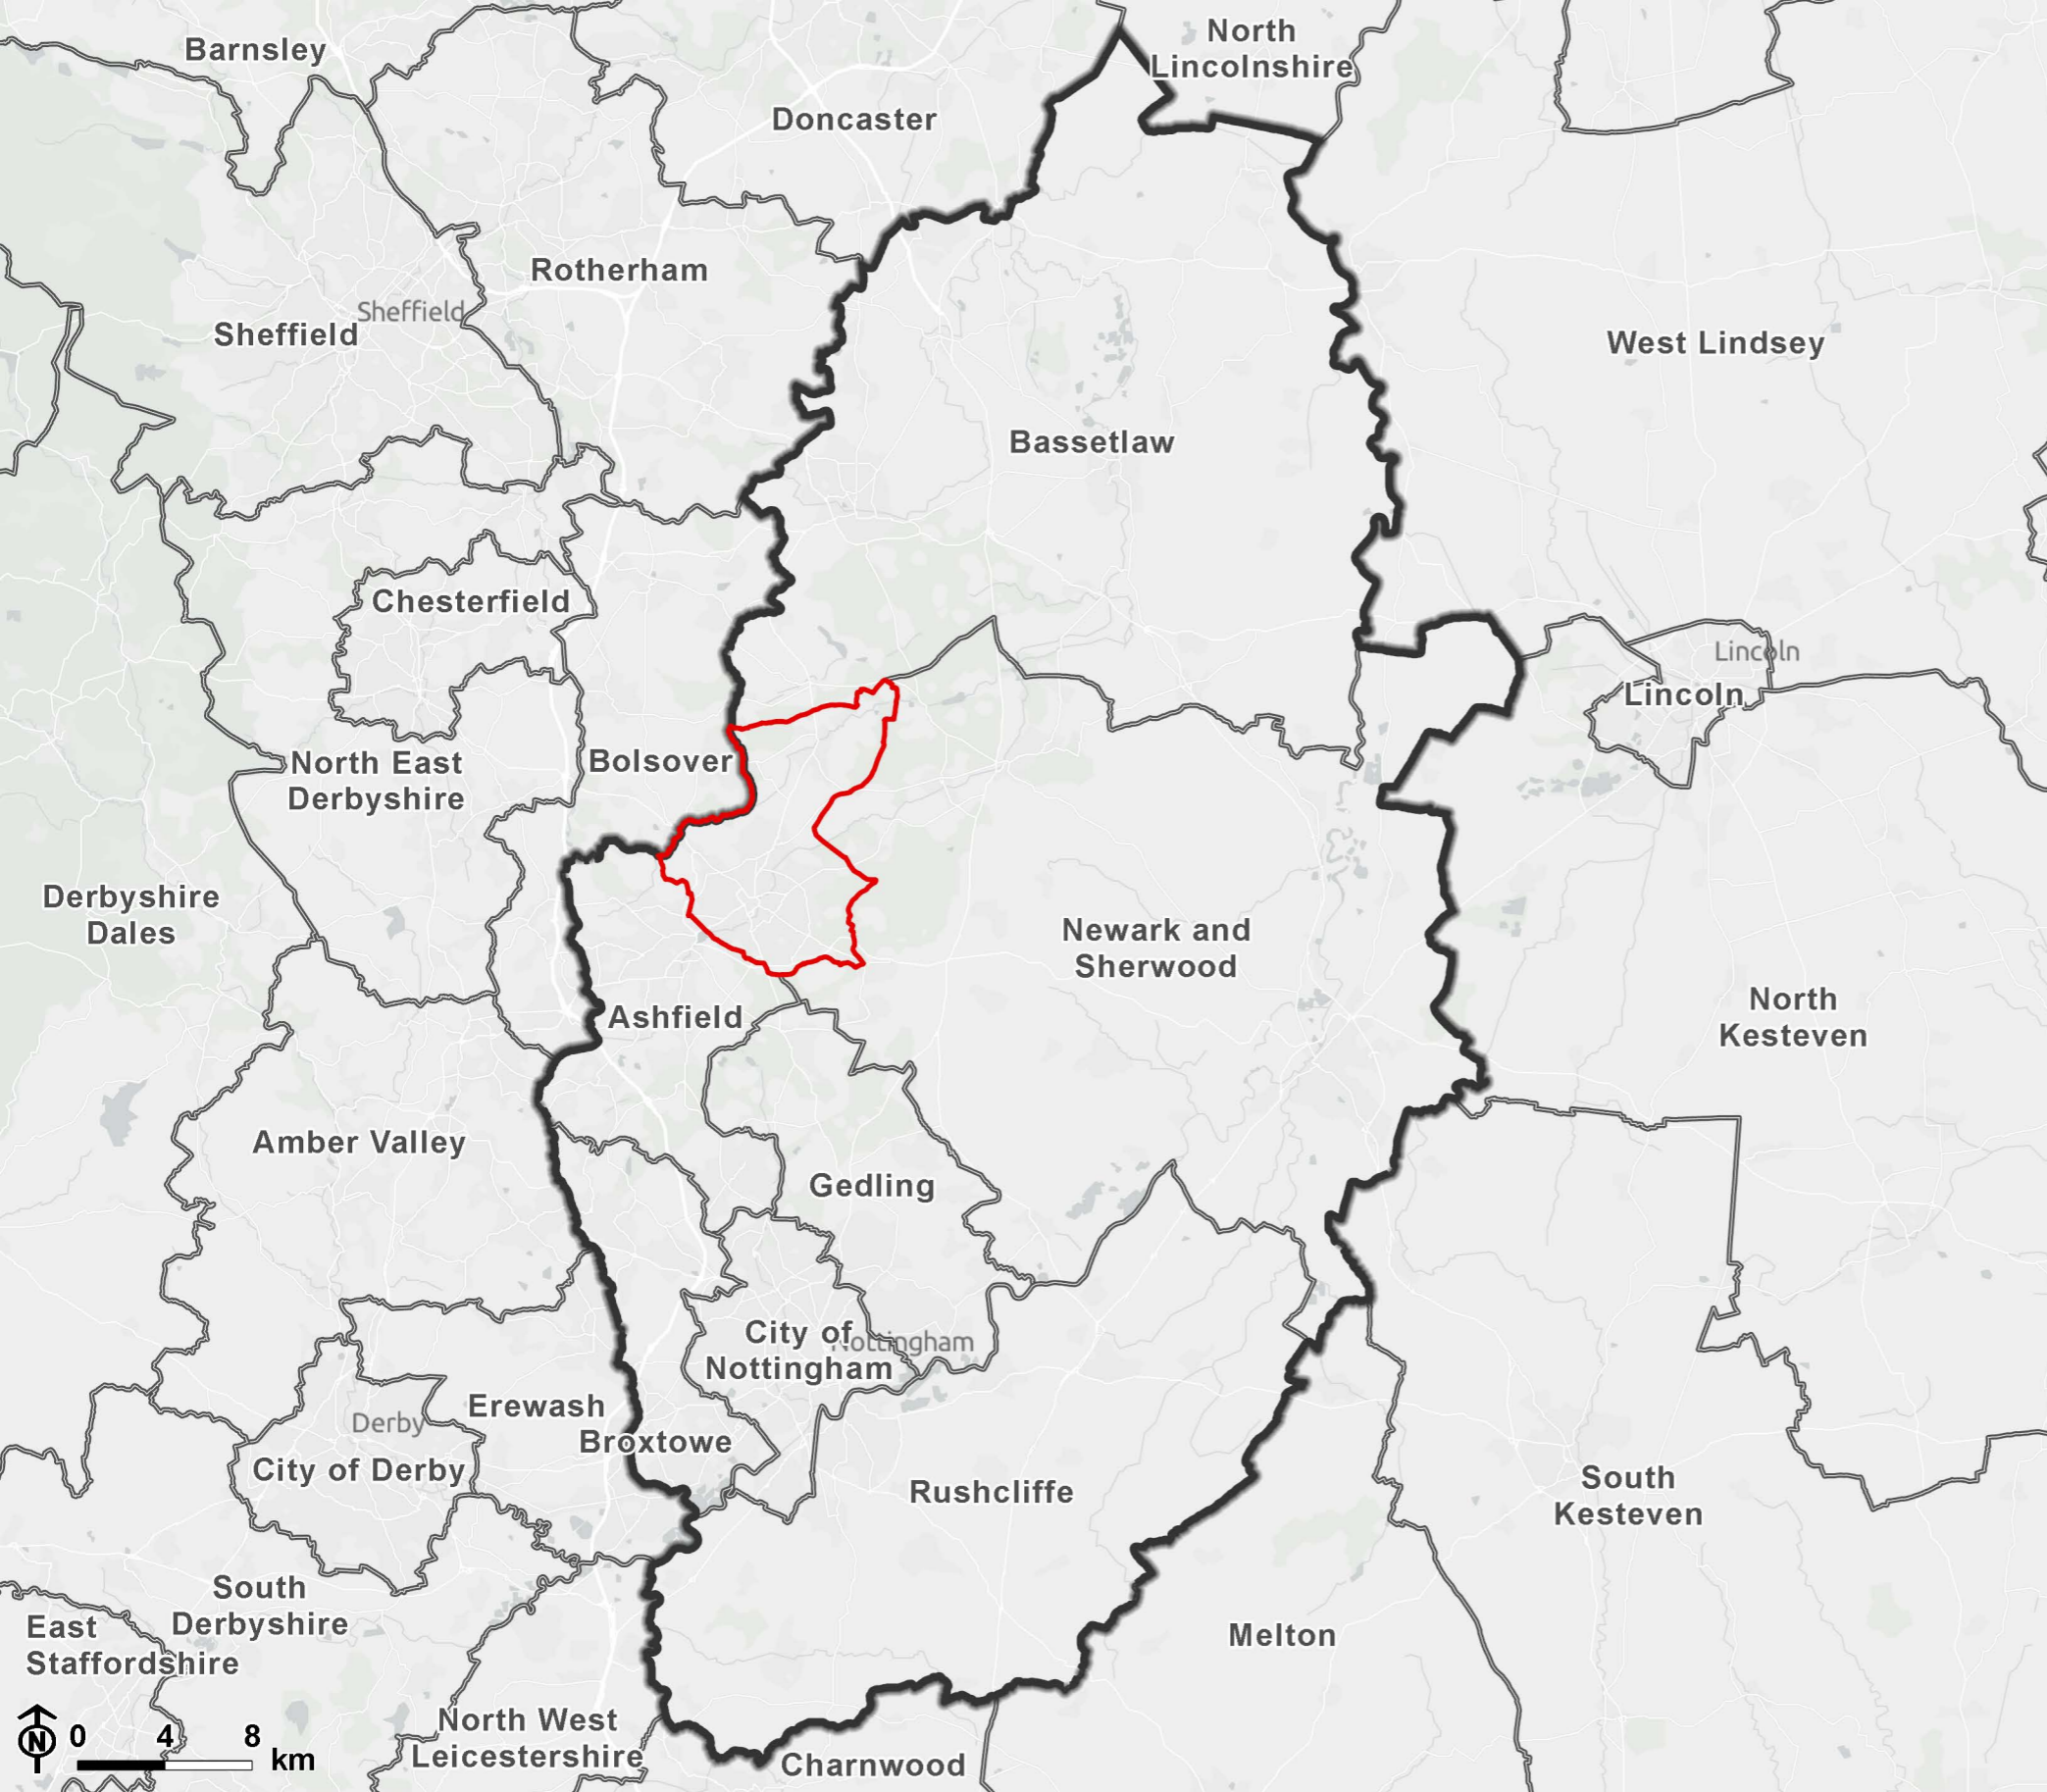 Barnsley
North
Lincolnshire
Doncaster
Rotherham
Sheffield
Sheffield
West Lindsey
Bassetlaw
Chesterfield
Lincoln
Lincoln
Bolsover
North East
Derbyshire
Derbyshire
Dales
Newark and
Sherwood
North
Kesteven
Ashfield
Amber Valley
Gedling
City of
Nottingham
Nottingham
Erewash
Derby
Broxtowe
City of Derby
Rushcliffe
South
Kesteven
South
Derbyshire
East
Staffordshire
Melton
North West
Leicestershire
Charnwood
N
0 4 8
km